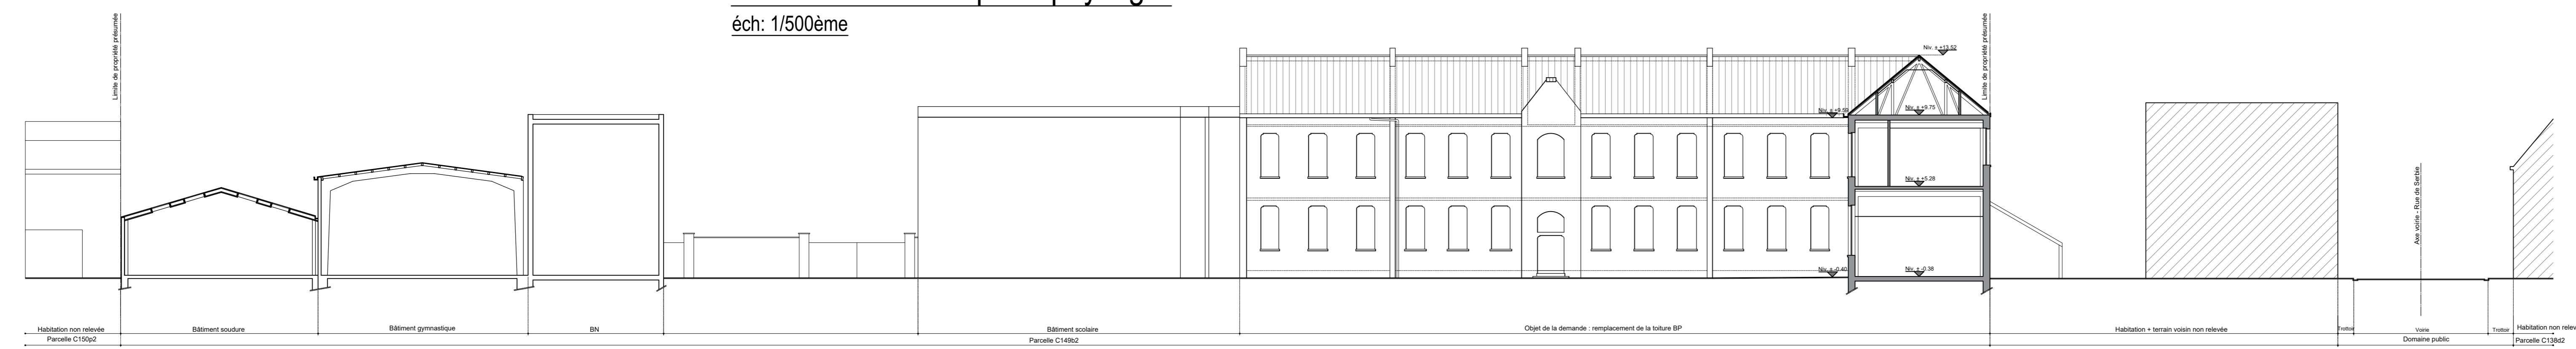 éch: 1/500ème
Limite de propriété présumée
Limite de propriété présumée
Niv. ± +13.52
Niv. ± +9.59
Niv. ± +9.75
Niv. ± +5.28
Niv. ± -0.40
Niv. ± -0.38
Axe voirie - Rue de Serbie
Habitation non relevée
Bâtiment soudure
Bâtiment gymnastique
BN
Bâtiment scolaire
Objet de la demande : remplacement de la toiture BP
Habitation + terrain voisin non relevée
Trottoir
Voirie
Trottoir
Habitation non relev
Parcelle C150p2
Parcelle C149b2
Domaine public
Parcelle C138d2